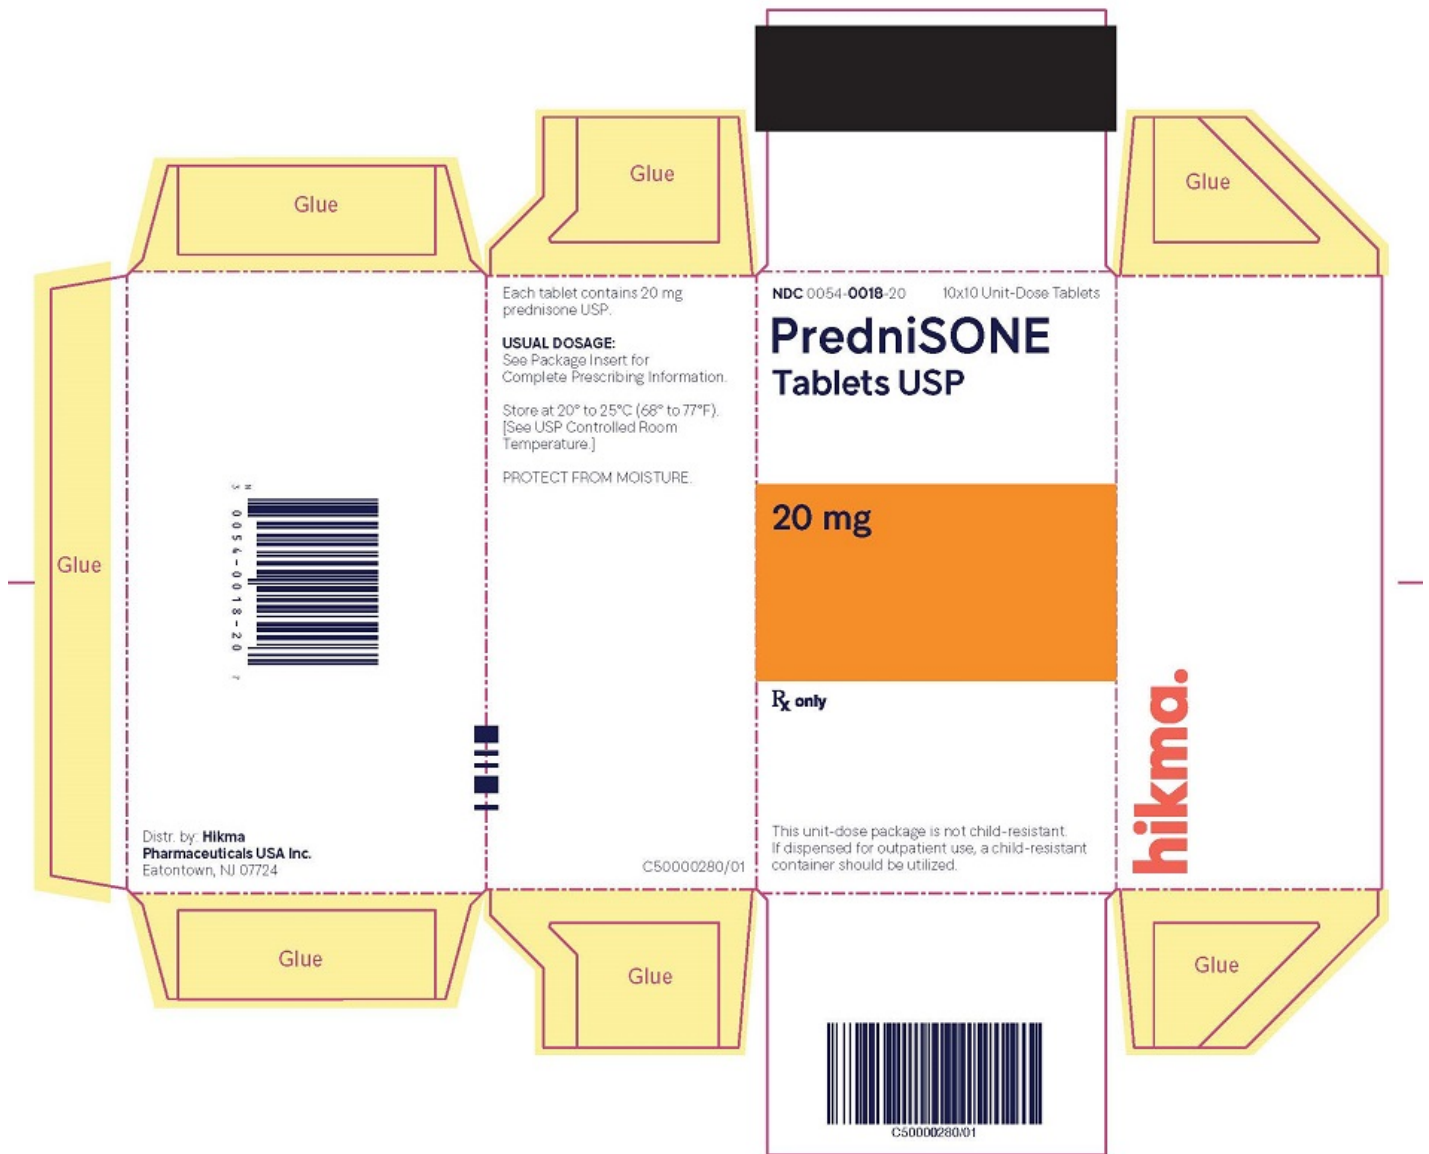 Glue
Glue
Glue
Glue
N
3
0054-0018-20
7
Distr. by: Hikma
Pharmaceuticals USA Inc.
Eatontown, NJ 07724
Each tablet contains 20 mg
prednisone USP.
USUAL DOSAGE:
See Package Insert for
Complete Prescribing Information.
Store at 20° to 25°C (68° to 77°F).
[See USP Controlled Room
Temperature.]
PROTECT FROM MOISTURE.
C50000280/01
NDC 0054-0018-20 10x10 Unit-Dose Tablets
PredniSONE
Tablets USP
20 mg
Rx only
This unit-dose package is not child-resistant.
If dispensed for outpatient use, a child-resistant
container should be utilized.
hikma.
Glue
Glue
Glue
C50000280/01